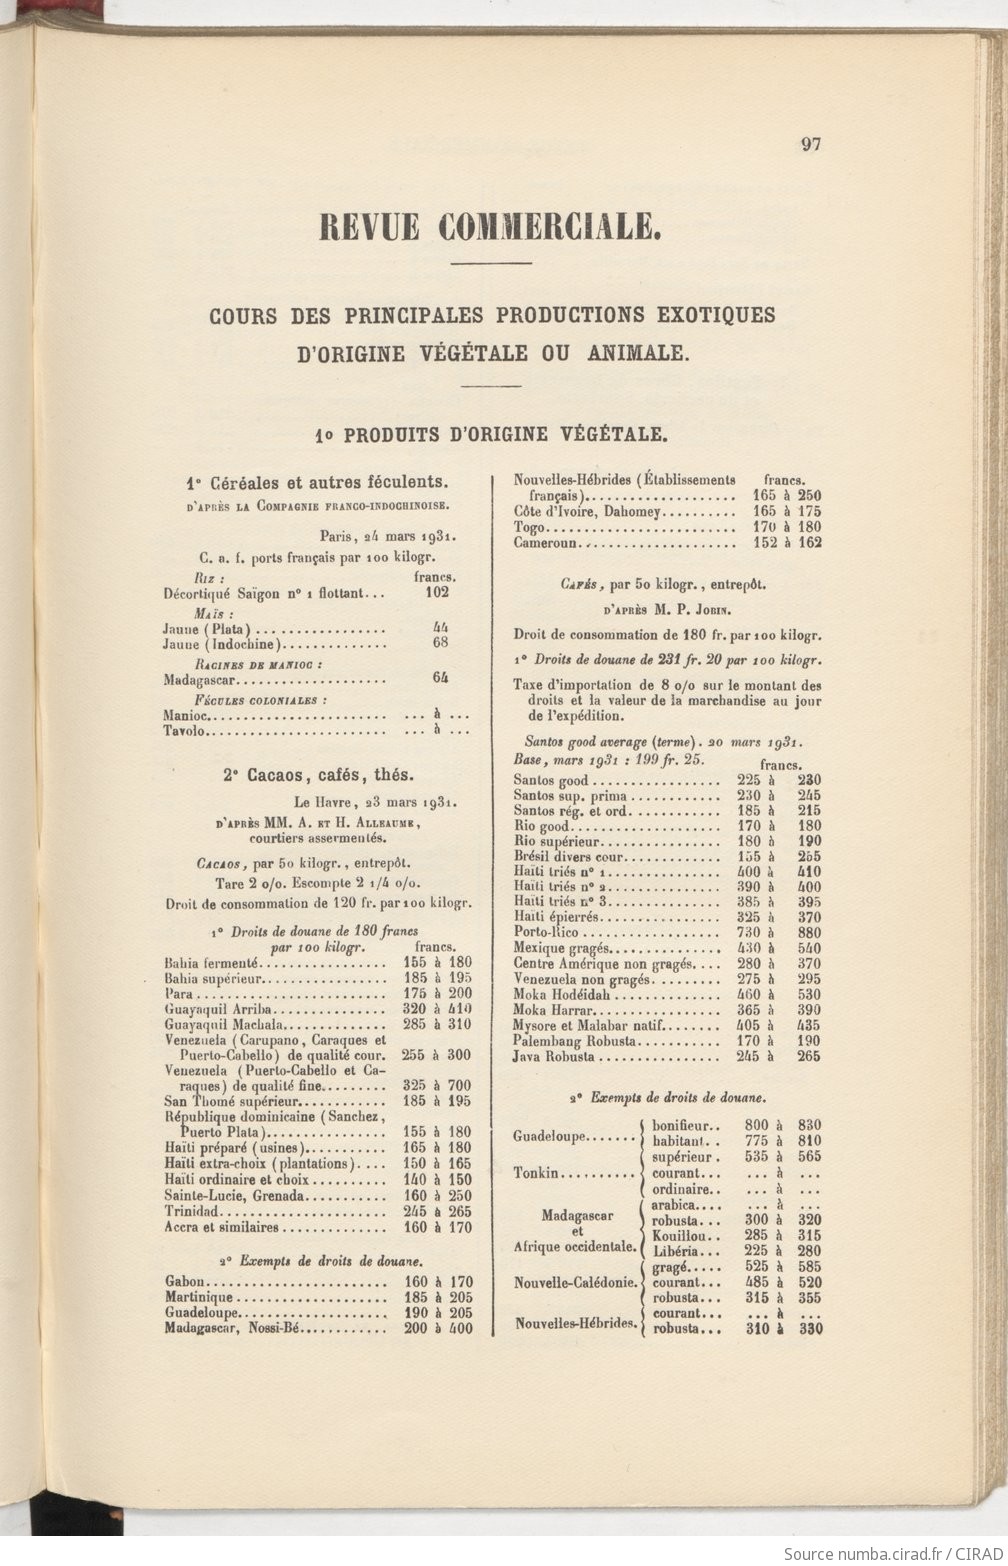 97
REVUE COMMERCIALE.
COURS DES PRINCIPALES PRODUCTIONS EXOTIQUES
D'ORIGINE VÉGÉTALE OU ANIMALE.
1° PRODUITS D'ORIGINE VÉGÉTALE.
1° Céréales et autres féculents.
D'APRÈS LA COMPAGNIE FRANCO-INDOCHINOISE.
Paris, 24 mars 1931.
C. a. f. ports français par 100 kilogr.
RIZ : francs.
Décortiqué Saïgon n° 1 flottant... 102
MAÏS :
Jaune (Plata)................ 44
Jaune (Indochine).............. 68
RACINES DE MANIOC :
Madagascar.................... 64
FÉCULES COLONIALES :
Manioc........................ ... à ...
Tavolo........................ ... à ...
2° Cacaos, cafés, thés.
Le Havre, 23 mars 1931.
D'APRÈS MM. A. ET H. ALLEAUME,
courtiers assermentés.
CACAOS, par 50 kilogr., entrepôt.
Tare 2 0/0. Escompte 2 1/4 0/0.
Droit de consommation de 120 fr. par 100 kilogr.
1° Droits de douane de 180 francs
par 100 kilogr. francs.
Bahia fermenté................. 155 à 180
Bahia supérieur................. 185 à 195
Para......................... 175 à 200
Guayaquil Arriba............... 320 à 410
Guayaquil Machala.............. 285 à 310
Venezuela (Carupano, Caraques et
Puerto-Cabello) de qualité cour. 255 à 300
Venezuela (Puerto-Cabello et Ca-
raques) de qualité fine......... 325 à 700
San Thomé supérieur............ 185 à 195
République dominicaine (Sanchez,
Puerto Plata)................ 155 à 180
Haïti préparé (usines)........... 165 à 180
Haïti extra-choix (plantations).... 150 à 165
Haïti ordinaire et choix.......... 140 à 150
Sainte-Lucie, Grenada........... 160 à 250
Trinidad...................... 245 à 265
Accra et similaires.............. 160 à 170
2° Exempts de droits de douane.
Gabon........................ 160 à 170
Martinique.................... 185 à 205
Guadeloupe.................... 190 à 205
Madagascar, Nossi-Bé............ 200 à 400
Nouvelles-Hébrides (Établissements francs.
français).................... 165 à 250
Côte d'Ivoire, Dahomey.......... 165 à 175
Togo......................... 170 à 180
Cameroun..................... 152 à 162
CAFÉS, par 50 kilogr., entrepôt.
D'APRÈS M. P. JOBIN.
Droit de consommation de 180 fr. par 100 kilogr.
1° Droits de douane de 231 fr. 20 par 100 kilogr.
Taxe d'importation de 8 0/0 sur le montant des
droits et la valeur de la marchandise au jour
de l'expédition.
Santos good average (terme). 20 mars 1931.
Base, mars 1931 : 199 fr. 25.
francs.
Santos good................. 225 à 230
Santos sup. prima............ 230 à 245
Santos rég. et ord............. 185 à 215
Rio good.................... 170 à 180
Rio supérieur................ 180 à 190
Brésil divers cour............. 155 à 255
Haïti triés n° 1............... 400 à 410
Haïti triés n° 2............... 390 à 400
Haïti triés n° 3............... 385 à 395
Haïti épierrés................ 325 à 370
Porto-Rico.................. 730 à 880
Mexique gragés............... 430 à 540
Centre Amérique non gragés.... 280 à 370
Venezuela non gragés......... 275 à 295
Moka Hodéidah.............. 460 à 530
Moka Harrar................. 365 à 390
Mysore et Malabar natif........ 405 à 435
Palembang Robusta........... 170 à 190
Java Robusta................ 245 à 265
2° Exempts de droits de douane.
Guadeloupe....... bonifieur.. 800 à 830
habitant.. 775 à 810
Tonkin.......... supérieur. 535 à 565
courant... ... à ...
ordinaire.. ... à ...
Madagascar et Afrique occidentale. arabica.... ... à ...
robusta... 300 à 320
Kouillou.. 285 à 315
Libéria... 225 à 280
Nouvelle-Calédonie. gragé..... 525 à 585
courant... 485 à 520
robusta... 315 à 355
Nouvelles-Hébrides. courant... ... à ...
robusta... 310 à 330
Source numba.cirad.fr / CIRAD